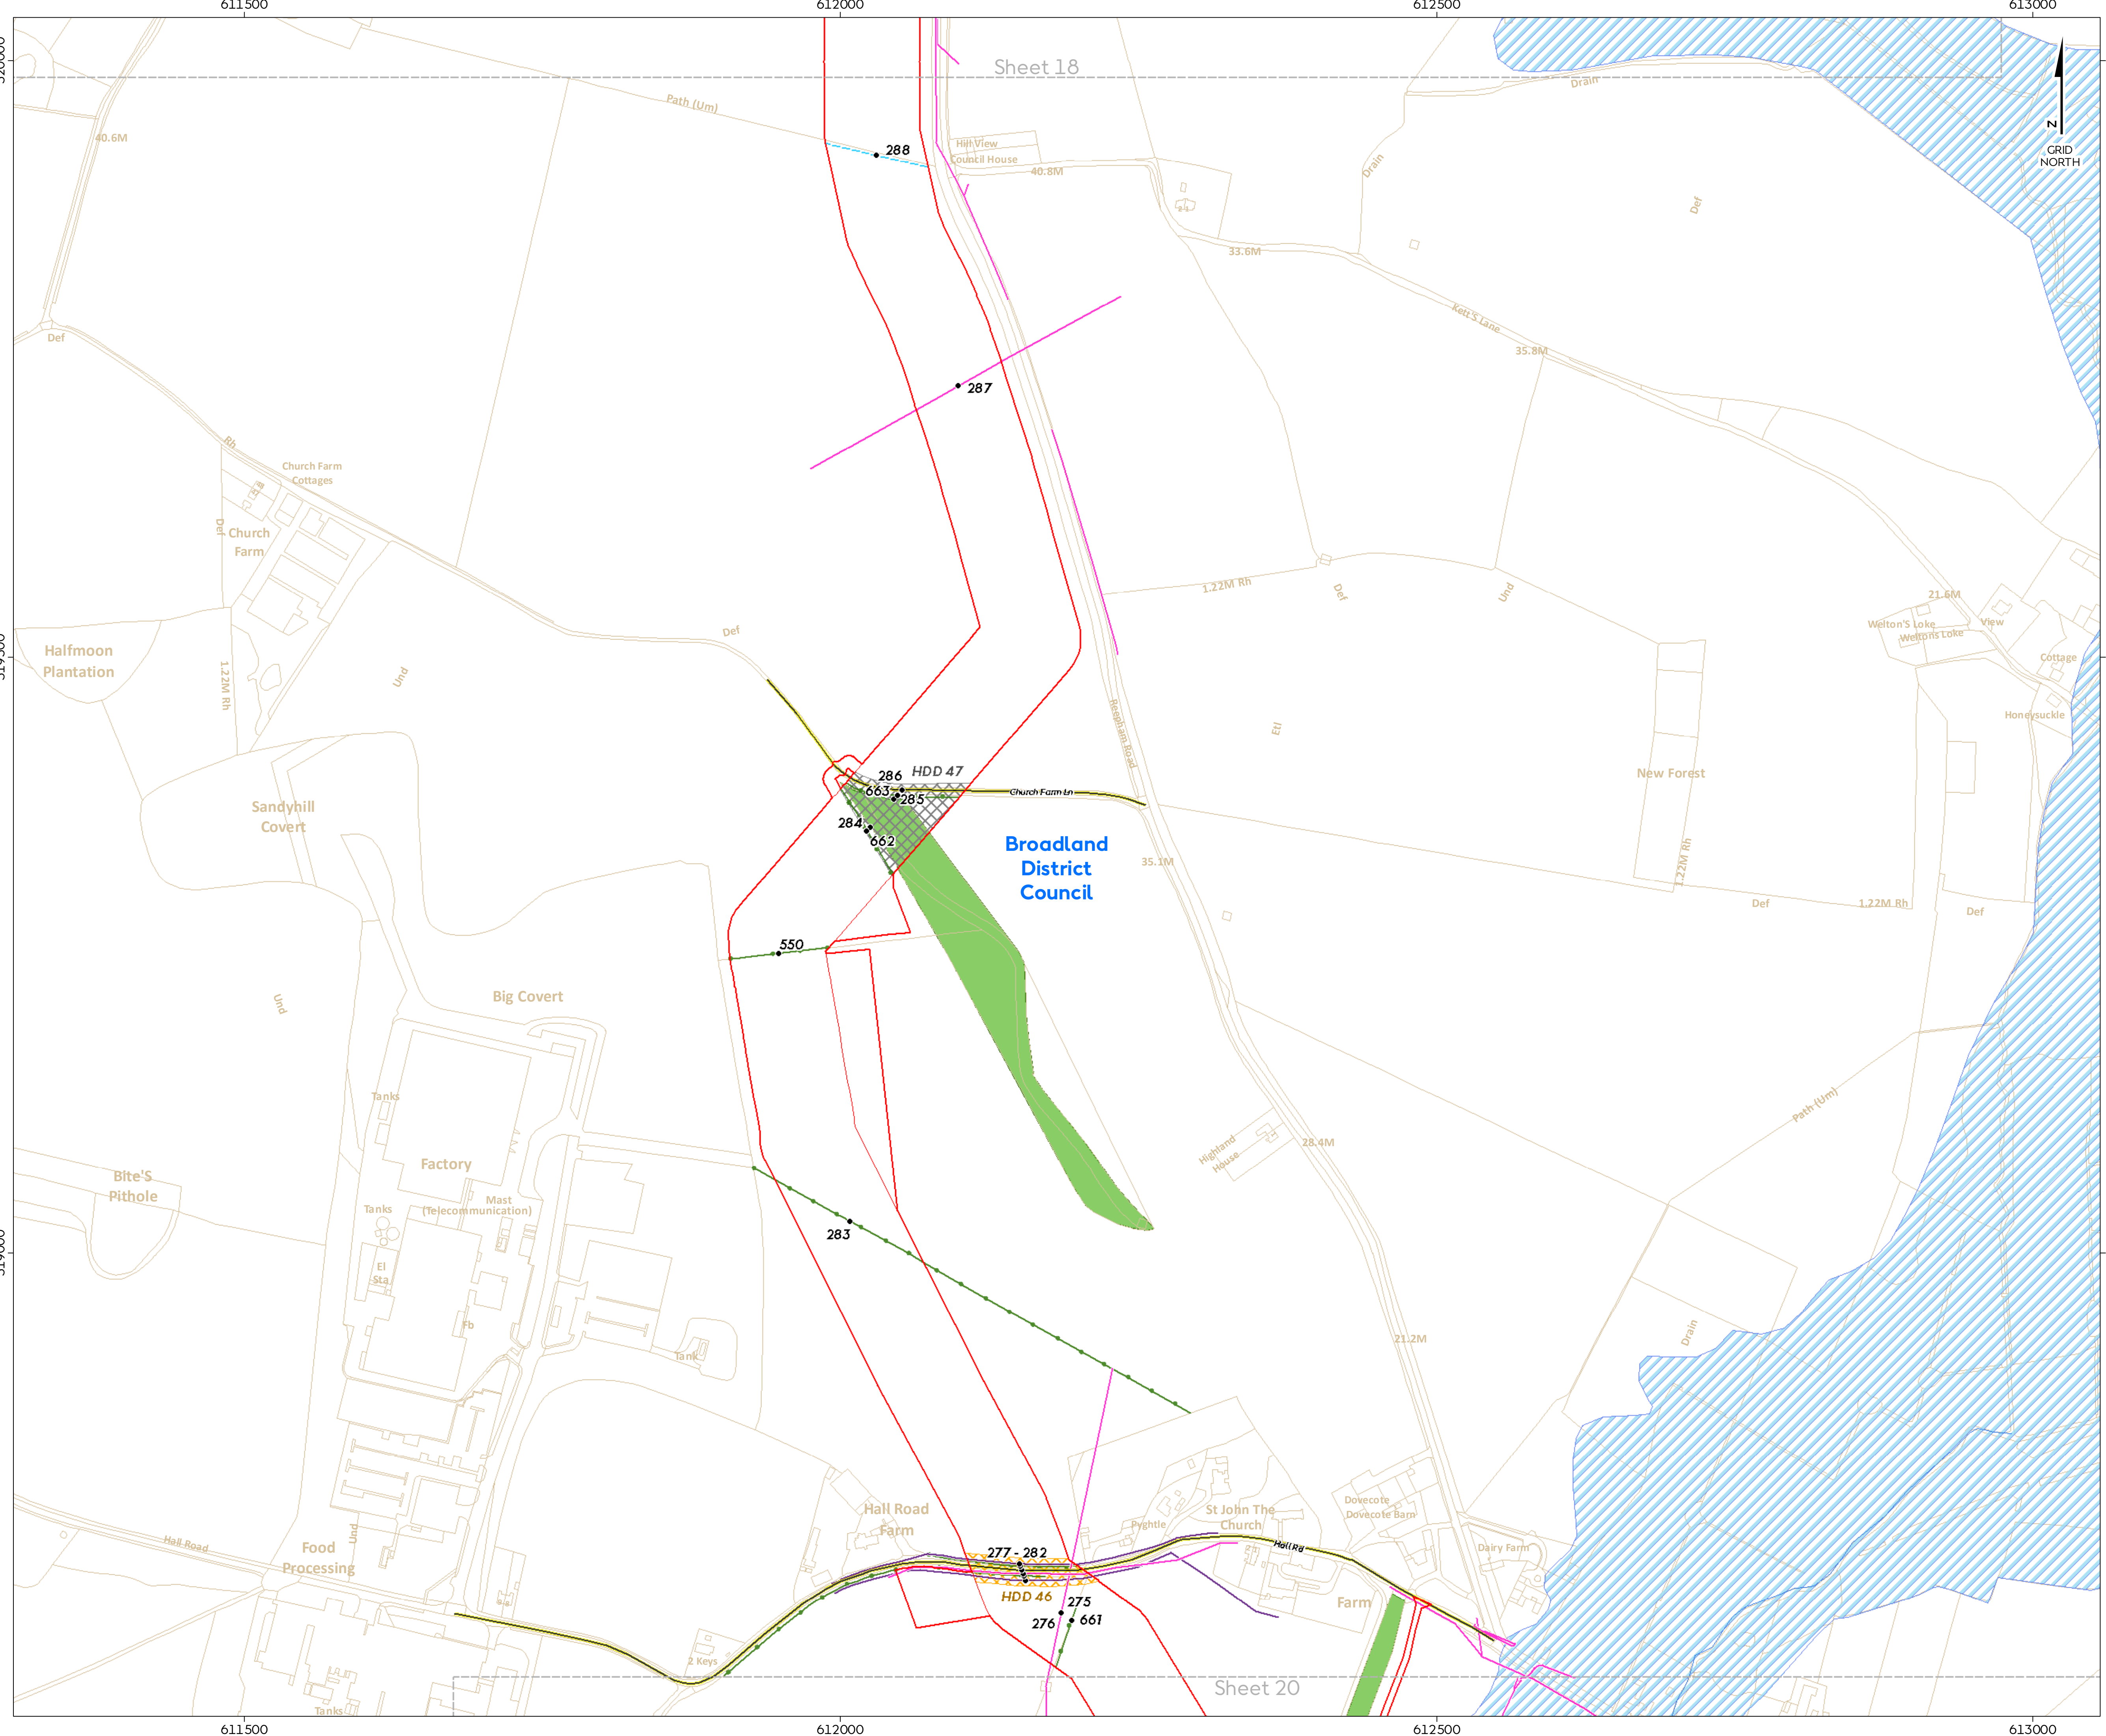 611500
612000
612500
613000
Sheet 18
Drain
Path (Um)
40.6M
N
GRID
NORTH
288
Hill View
Council House
40.8M
Drain
Def
33.6M
Kett'S Lane
35.8M
Def
287
Rh
Church Farm
Cottages
Def
Church
Farm
1.22M Rh
Def
Und
21.6M
Welton'S Loke
View
Weltons Loke
Def
Halfmoon
Plantation
1.22M Rh
Und
Cottage
Reepham Road
Etl
Honeysuckle
HDD 47
286
New Forest
663
285
Church Farm Ln
Sandyhill
Covert
284
662
Broadland
District
Council
35.1M
1.22M Rh
Def
1.22M Rh
Def
550
Big Covert
Und
Tanks
Path (Um)
Highland
House
28.4M
Factory
Bite'S
Pithole
Mast
(Telecommunication)
Tanks
283
El
Sta
Fb
Drain
21.2M
Tank
Hall Road
Farm
St John The
Church
Dovecote
Dovecote Barn
Pyghtle
Hall Road
Und
Food
Processing
277 - 282
Hall Rd
Dairy Farm
HDD 46
275
276
661
Farm
2 Keys
Sheet 20
Tanks
611500
612000
612500
613000